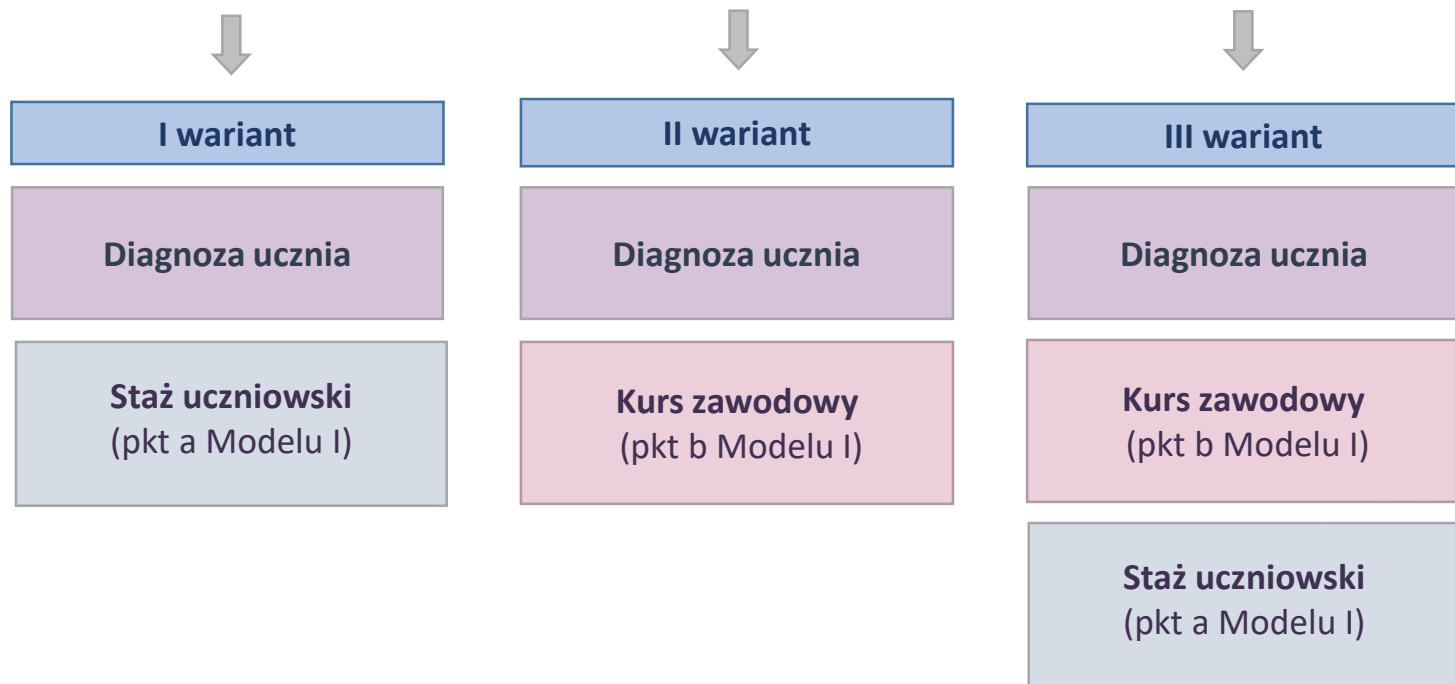 I wariant
Diagnoza ucznia
Staż uczniowski
(pkt a Modelu I)
II wariant
Diagnoza ucznia
Kurs zawodowy
(pkt b Modelu I)
III wariant
Diagnoza ucznia
Kurs zawodowy
(pkt b Modelu I)
Staż uczniowski
(pkt a Modelu I)